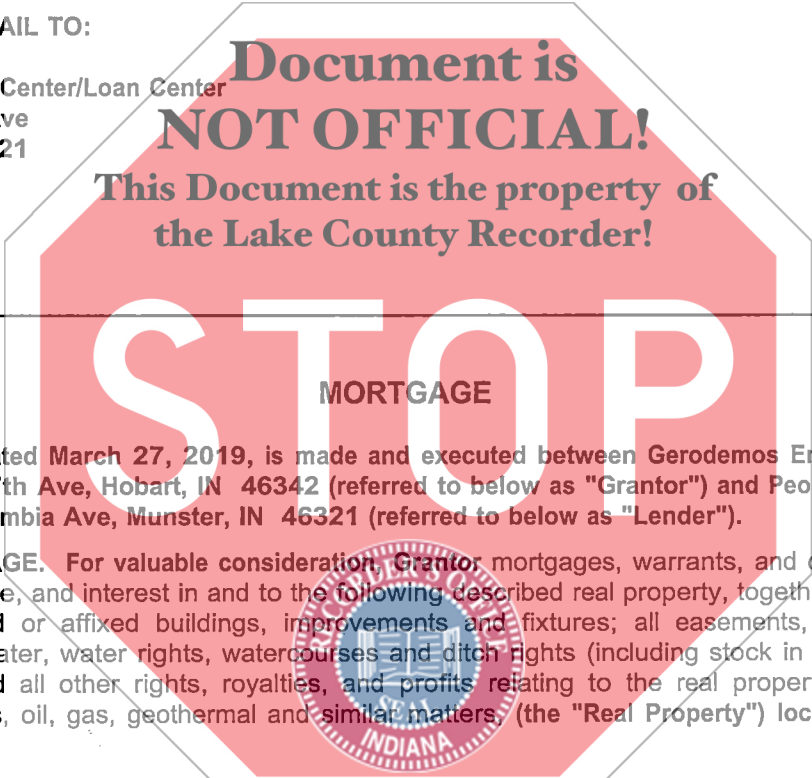 AIL TO:
Document is
Center/Loan Center
ve
NOT OFFICIAL!
21
This Document is the property of
the Lake County Recorder!
STOP
MORTGAGE
ted March 27, 2019, is made and executed between Gerodemos En
th Ave, Hobart, IN 46342 (referred to below as "Grantor") and Peo
mbia Ave, Munster, IN 46321 (referred to below as "Lender").
GE. For valuable consideration, Grantor mortgages, warrants, and
e, and interest in and to the following described real property, togeth
or affixed buildings, improvements and fixtures; all easements,
ater, water rights, watercourses and ditch rights (including stock in
all other rights, royalties, and profits relating to the real proper
, oil, gas, geothermal and similar matters, (the "Real Property") loc
RECORDER'S OFFICE
SEAL
INDIANA